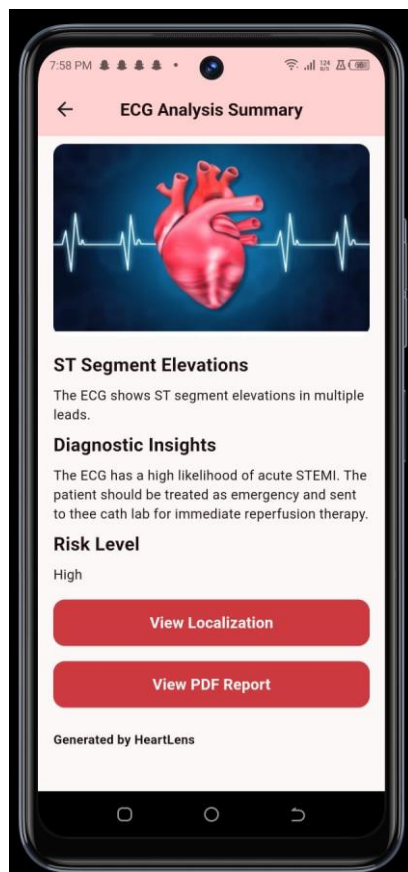 7:58 PM
ECG Analysis Summary
ST Segment Elevations
The ECG shows ST segment elevations in multiple
leads.
Diagnostic Insights
The ECG has a high likelihood of acute STEMI. The
patient should be treated as emergency and sent
to thee cath lab for immediate reperfusion therapy.
Risk Level
High
View Localization
View PDF Report
Generated by HeartLens